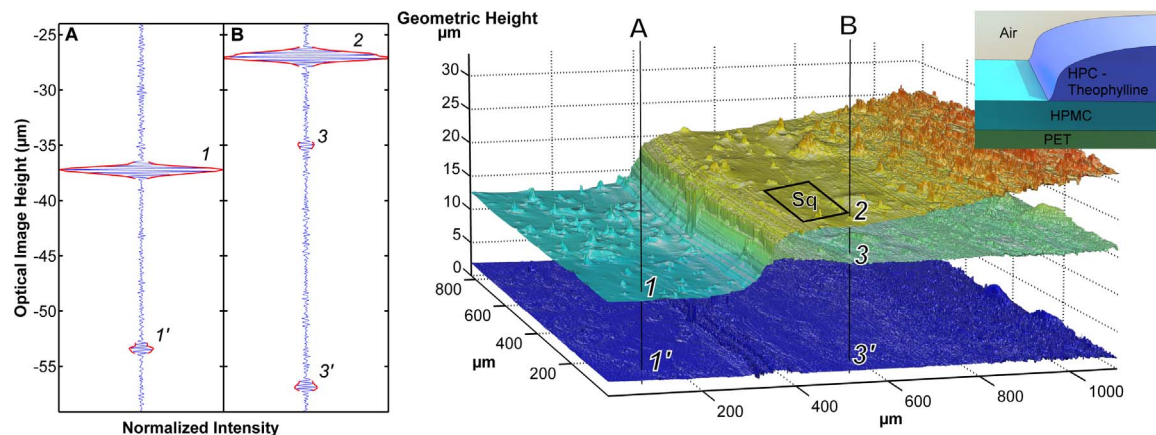 A
B
2
3
1
1'
3'
-25
-30
-35
-40
-45
-50
-55
Optical Image Height (µm)
Normalized Intensity
Geometric Height
µm
30
25
20
15
10
5
0
800
600
400
200
µm
200
400
600
800
1000
µm
A
B
Sq
2
3
1
1'
3'
Air
HPC -
Theophylline
HPMC
PET